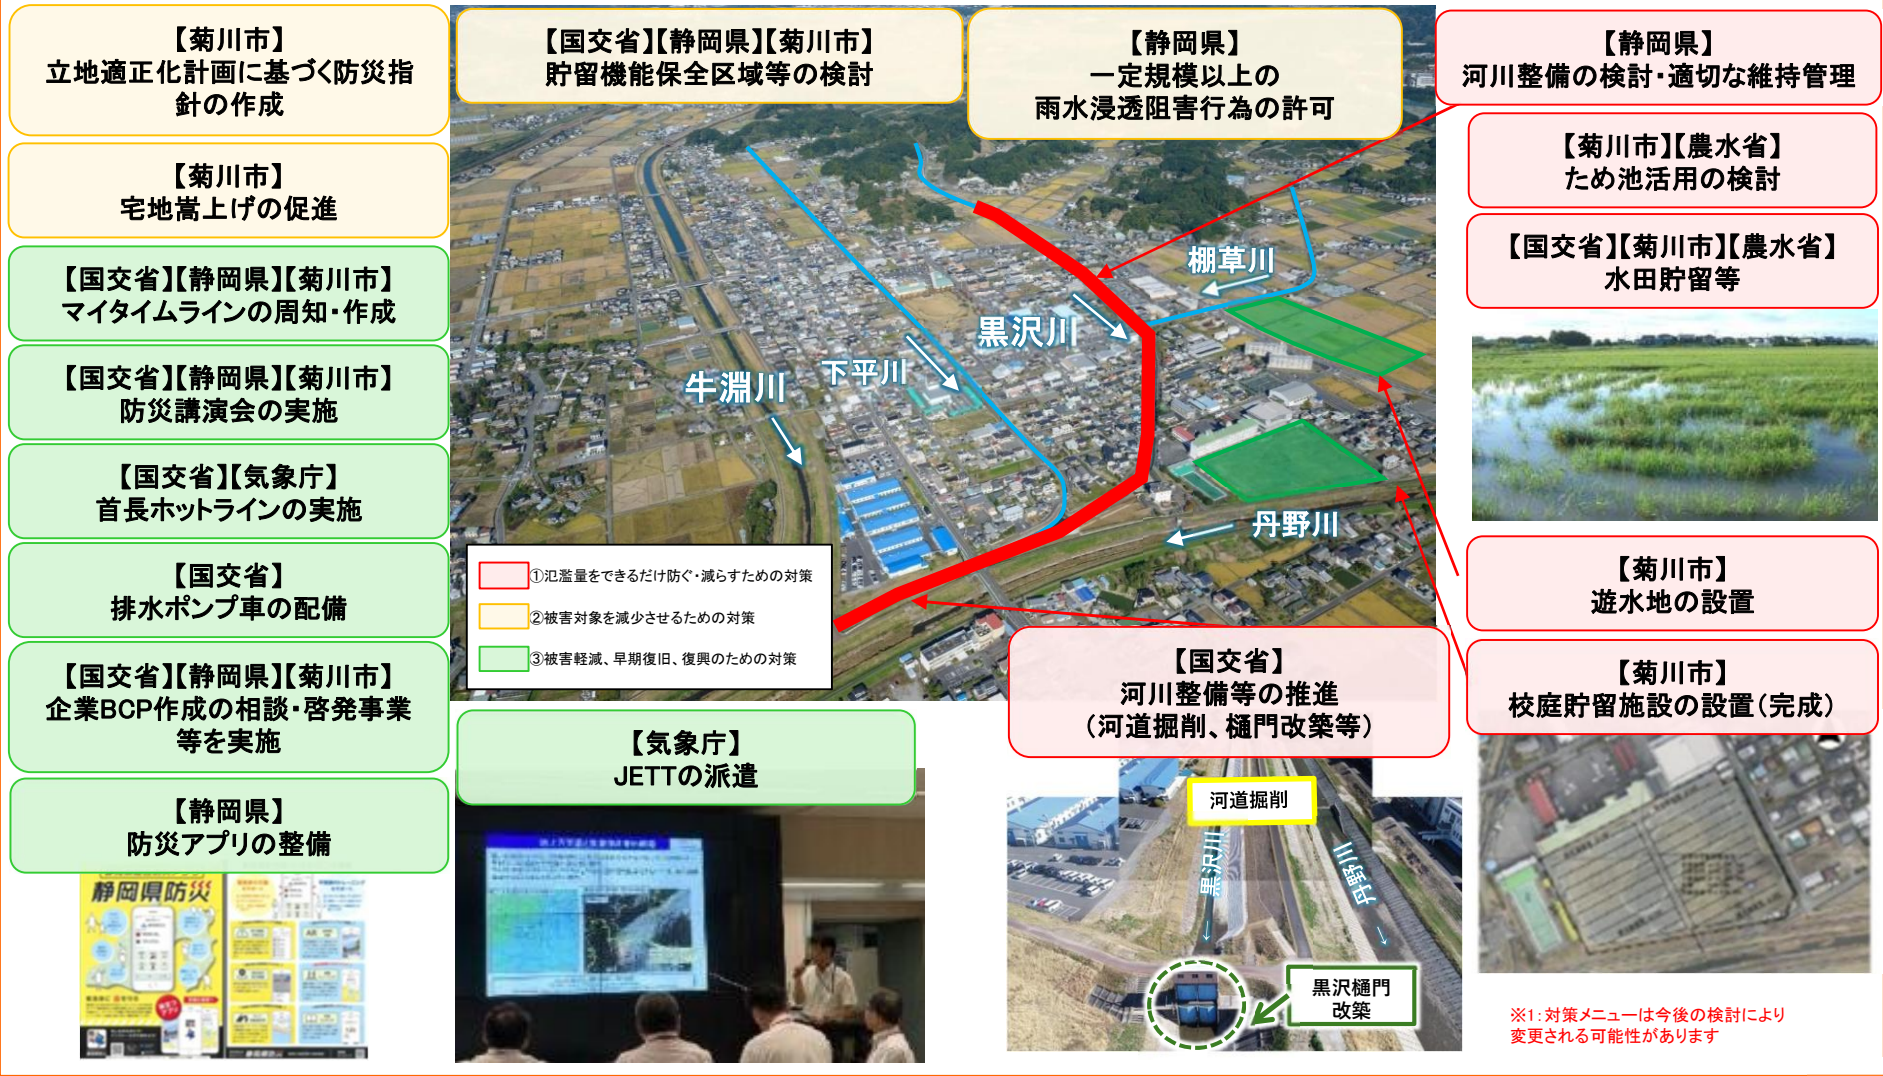 【菊川市】
立地適正化計画に基づく防災指
針の作成
【菊川市】
宅地嵩上げの促進
【国交省】【静岡県】【菊川市】
マイタイムラインの周知・作成
【国交省】【静岡県】【菊川市】
防災講演会の実施
【国交省】【気象庁】
首長ホットラインの実施
【国交省】
排水ポンプ車の配備
【国交省】【静岡県】【菊川市】
企業BCP作成の相談・啓発事業
等を実施
【静岡県】
防災アプリの整備
静岡県防災
【国交省】【静岡県】【菊川市】
貯留機能保全区域等の検討
【静岡県】
一定規模以上の
雨水浸透阻害行為の許可
【静岡県】
河川整備の検討・適切な維持管理
【菊川市】【農水省】
ため池活用の検討
【国交省】【菊川市】【農水省】
水田貯留等
棚草川
黒沢川
下平川
牛淵川
丹野川
①氾濫量をできるだけ防ぐ・減らすための対策
②被害対象を減少させるための対策
③被害軽減、早期復旧、復興のための対策
【気象庁】
JETTの派遣
【国交省】
河川整備等の推進
（河道掘削、樋門改築等）
河道掘削
黒沢川
丹野川
黒沢樋門
改築
【菊川市】
遊水地の設置
【菊川市】
校庭貯留施設の設置（完成）
※1：対策メニューは今後の検討により
変更される可能性があります